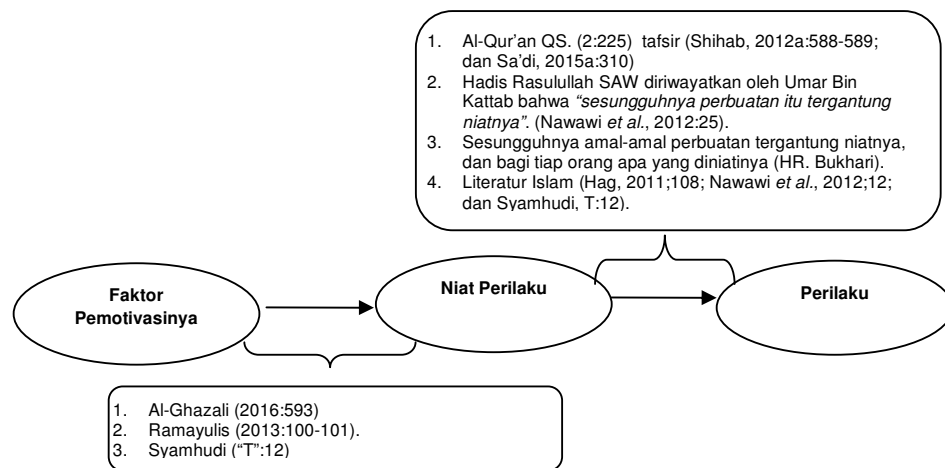 1. Al-Qur'an QS. (2:225) tafsir (Shihab, 2012a:588-589;
dan Sa'di, 2015a:310)
2. Hadis Rasulullah SAW diriwayatkan oleh Umar Bin
Kattab bahwa "sesungguhnya perbuatan itu tergantung
niatnya". (Nawawi et al., 2012:25).
3. Sesungguhnya amal-amal perbuatan tergantung niatnya,
dan bagi tiap orang apa yang diniatinya (HR. Bukhari).
4. Literatur Islam (Hag, 2011;108; Nawawi et al., 2012;12;
dan Syamhudi, T:12).
Faktor
Pemotivasinya
Niat Perilaku
Perilaku
1. Al-Ghazali (2016:593)
2. Ramayulis (2013:100-101).
3. Syamhudi ("T":12)